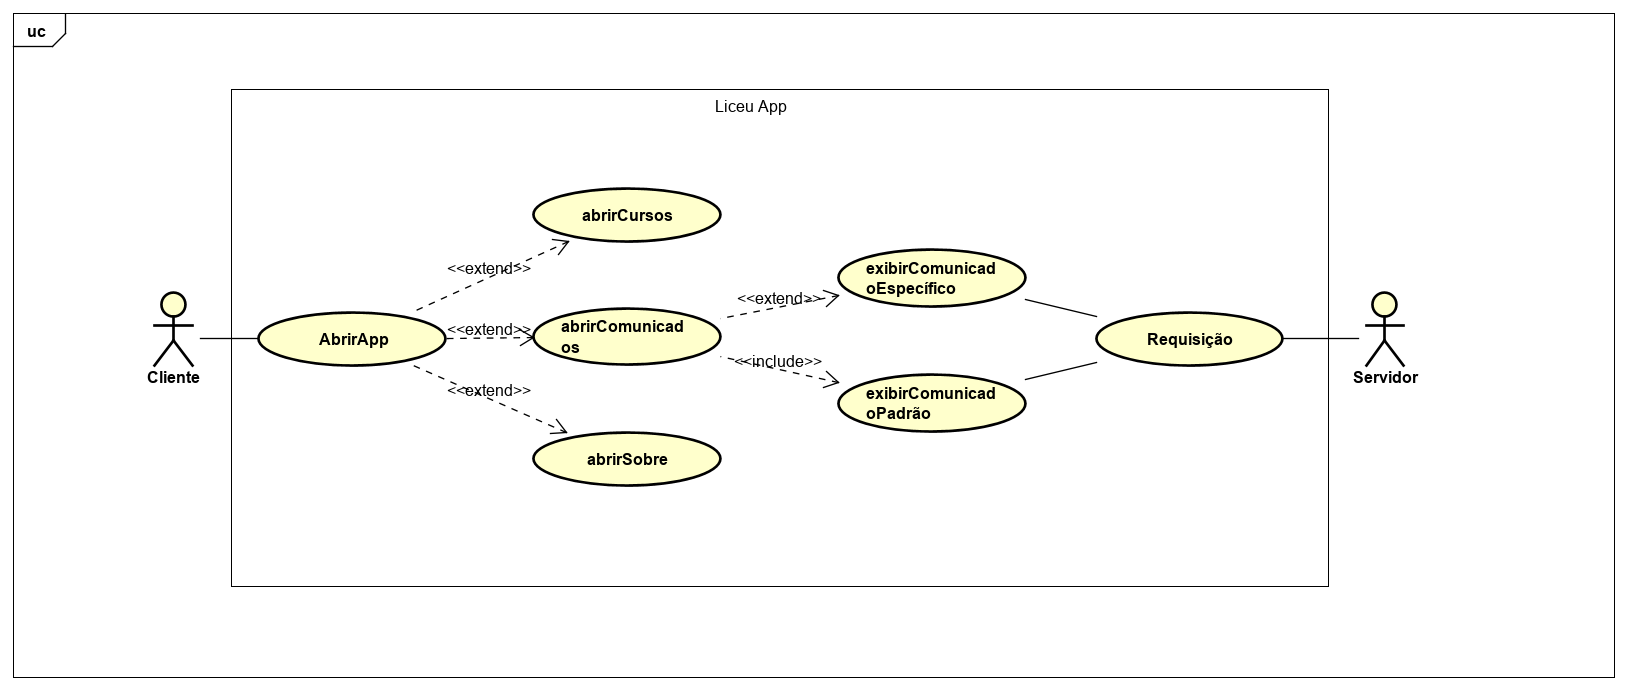 uc
Liceu App
abrirCursos
<<extend>>
exibirComunicad
oEspecífico
<<extend>>
Cliente
AbrirApp
<<extend>>
abrirComunicad
os
Requisição
Servidor
<<include>>
<<extend>>
exibirComunicad
oPadrão
abrirSobre